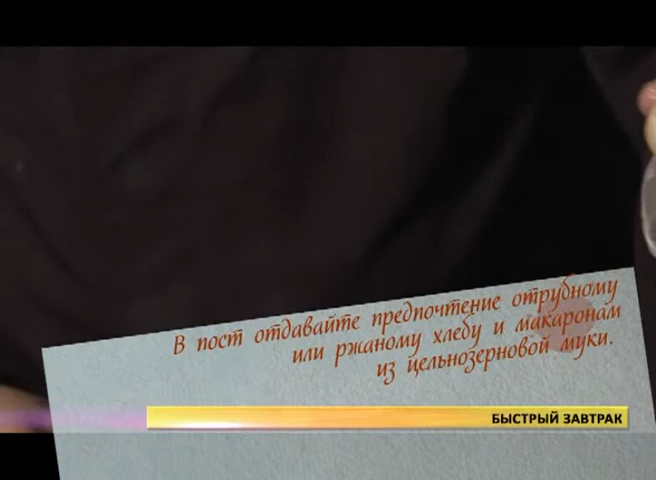 В пост отдавайте предпочтение отрубному
или ржаному хлебу и макаронам
из цельнозерновой муки.
БЫСТРЫЙ ЗАВТРАК